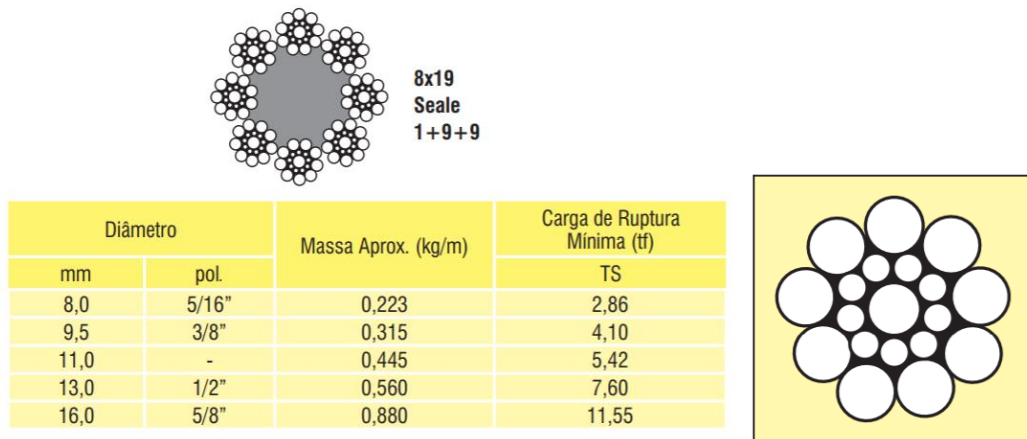 8x19
Seale
1+9+9
Diâmetro
Massa Aprox. (kg/m)
Carga de Ruptura
Mínima (tf)
mm
pol.
TS
8,0 5/16” 0,223 2,86
9,5 3/8” 0,315 4,10
11,0 - 0,445 5,42
13,0 1/2” 0,560 7,60
16,0 5/8” 0,880 11,55